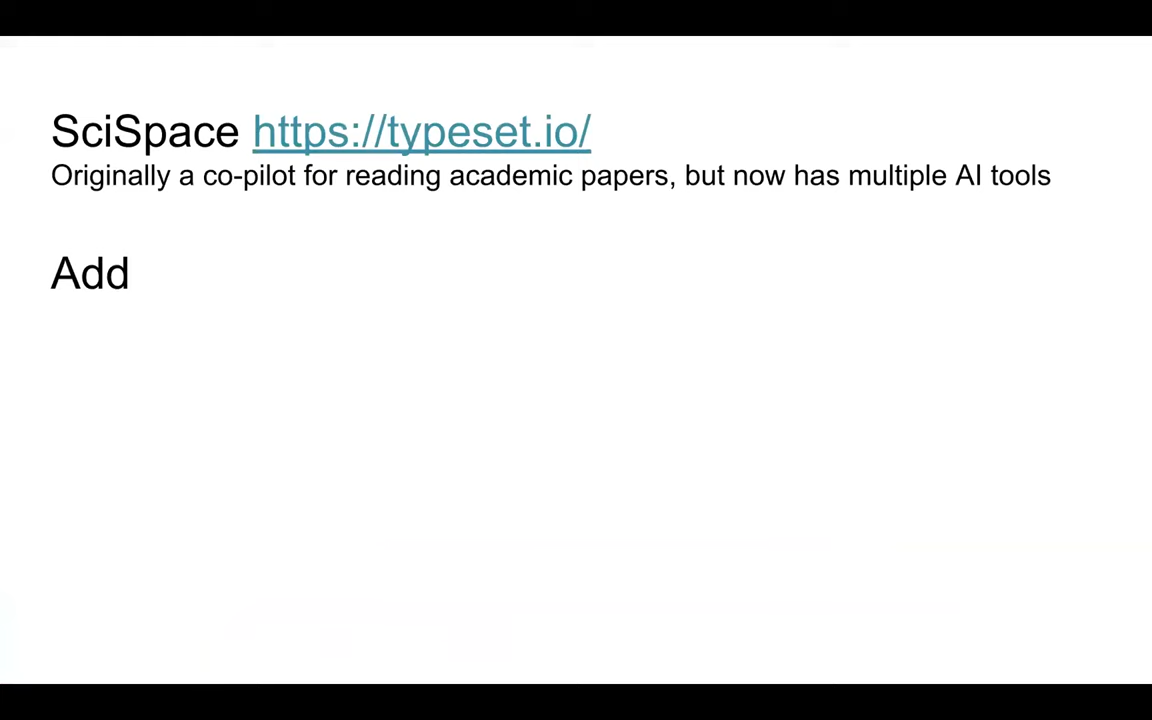 SciSpace https://typeset.io/
Originally a co-pilot for reading academic papers, but now has multiple AI tools
Add